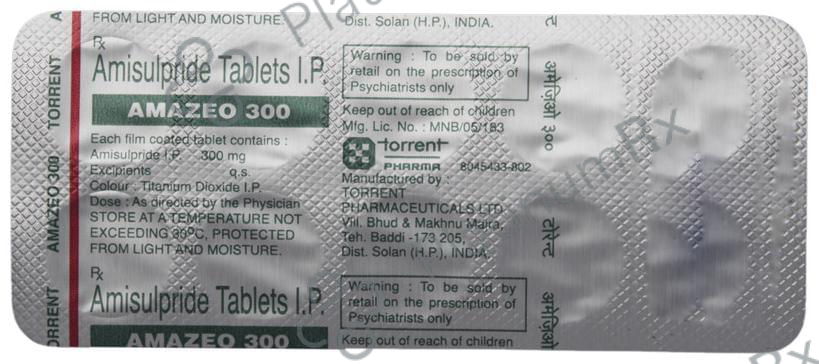 FROM LIGHT AND MOISTURE.
Rx
Amisulpride Tablets I.P.
AMAZEO 300
Each film coated tablet contains :
Amisulpride I.P. 300 mg
Excipients q.s.
Colour : Titanium Dioxide I.P.
Dose : As directed by the Physician
STORE AT A TEMPERATURE NOT
EXCEEDING 30°C, PROTECTED
FROM LIGHT AND MOISTURE.
Rx
Amisulpride Tablets I.P.
AMAZEO 300
Dist. Solan (H.P.), INDIA.
Warning : To be sold by
retail on the prescription of
Psychiatrists only
Keep out of reach of children
Mfg. Lic. No. : MNB/05/183
torrent
PHARMA 8045433-802
Manufactured by :
TORRENT
PHARMACEUTICALS LTD.
Vill. Bhud & Makhnu Majra,
Teh. Baddi -173 205,
Dist. Solan (H.P.), INDIA.
Warning : To be sold by
retail on the prescription of
Psychiatrists only
Keep out of reach of children
TORRENT AMAZEO 300 TORRENT A
अमेज़िओ ३०० टोरेन्ट